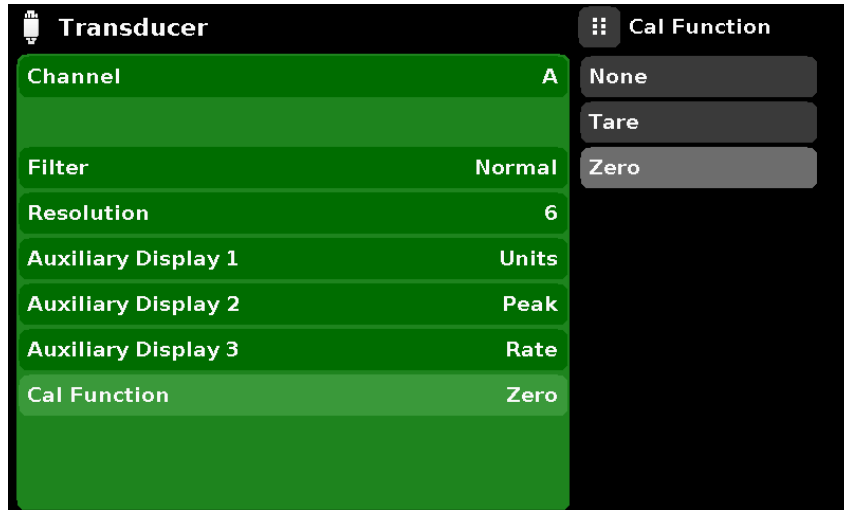 Transducer
Channel A
Filter Normal
Resolution 6
Auxiliary Display 1 Units
Auxiliary Display 2 Peak
Auxiliary Display 3 Rate
Cal Function Zero
Cal Function
None
Tare
Zero